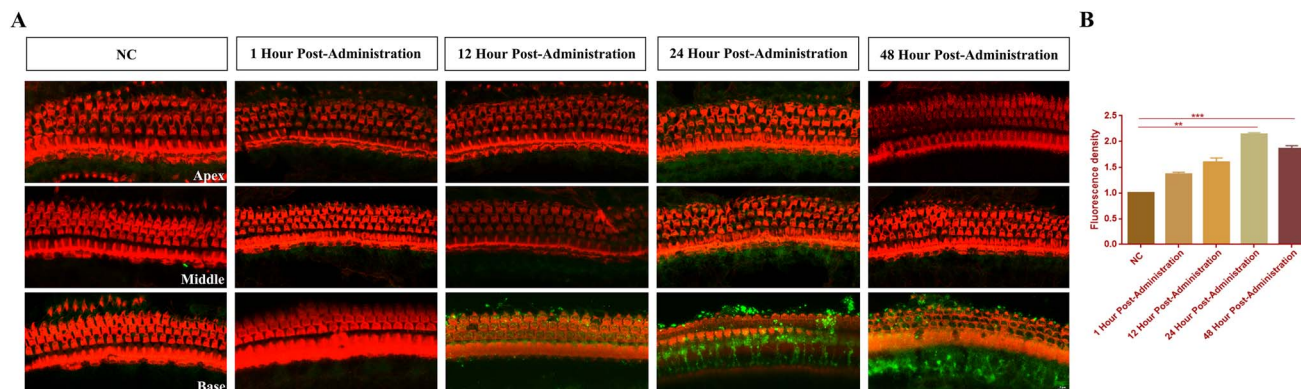 A
B
NC
1 Hour Post-Administration
12 Hour Post-Administration
24 Hour Post-Administration
48 Hour Post-Administration
Apex
Middle
Base
***
**
2.5
2.0
1.5
1.0
0.5
0.0
Fluorescence density
NC
1 Hour Post-Administration
12 Hour Post-Administration
24 Hour Post-Administration
48 Hour Post-Administration